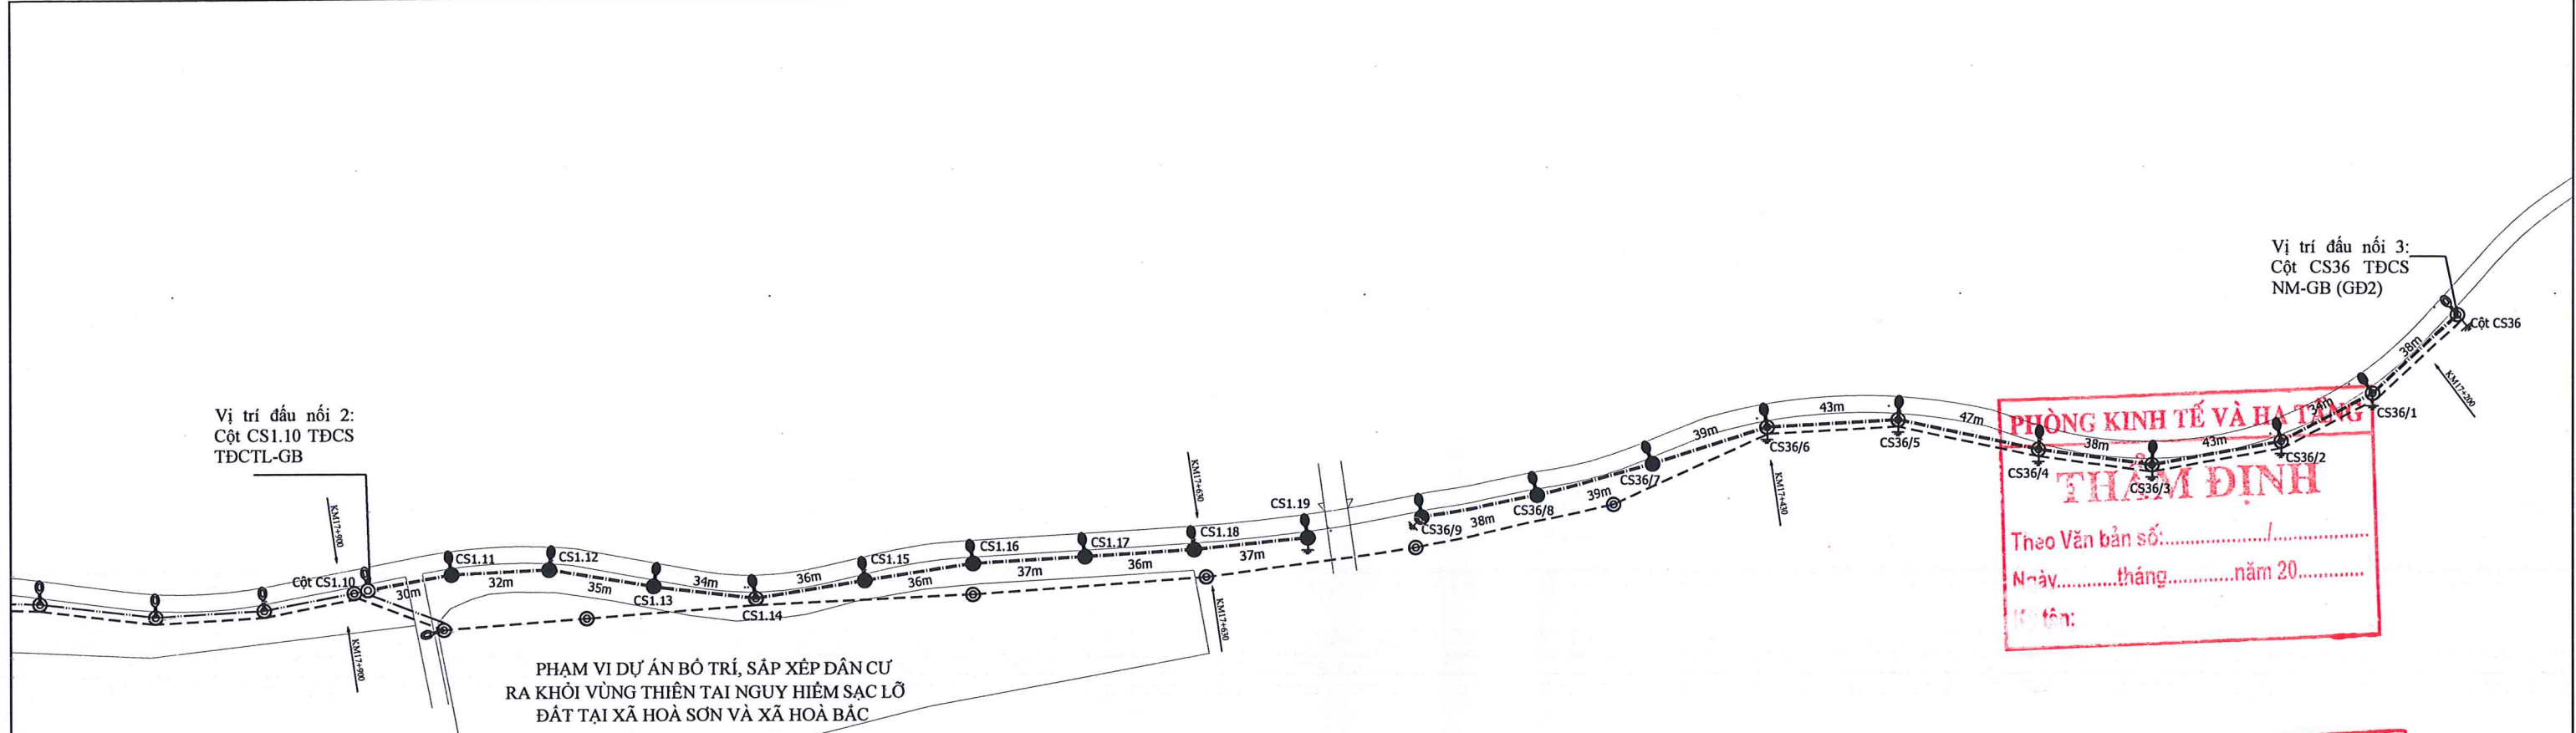 Vị trí đấu nối 2:
Cột CS1.10 TĐCS
TĐCTL-GB
KM17+900
Cột CS1.10
KM17+900
30m
CS1.11
32m
CS1.12
35m
CS1.13
34m
CS1.14
36m
CS1.15
36m
CS1.16
37m
CS1.17
36m
KM17+630
CS1.18
KM17+630
37m
CS1.19
PHẠM VI DỰ ÁN BỐ TRÍ, SẮP XẾP DÂN CƯ
RA KHỎI VÙNG THIÊN TAI NGUY HIỂM SẠC LỠ
ĐẤT TẠI XÃ HOÀ SƠN VÀ XÃ HOÀ BẮC
CS36/9
38m
CS36/8
39m
CS36/7
39m
CS36/6
KM17+430
43m
CS36/5
47m
CS36/4
38m
CS36/3
43m
CS36/2
34m
CS36/1
38m
KM17+200
Cột CS36
Vị trí đấu nối 3:
Cột CS36 TĐCS
NM-GB (GĐ2)
PHÒNG KINH TẾ VÀ HẠ TẦNG
THẨM ĐỊNH
Theo Văn bản số:..................../..................
Ngày...........tháng............năm 20............
tên: